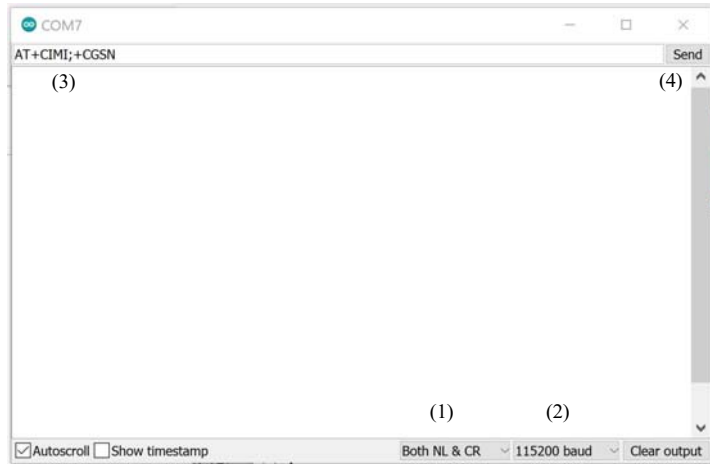 COM7
AT+CIMI;+CGSN Send
(3) (4)
(1) (2)
Autoscroll Show timestamp Both NL & CR 115200 baud Clear output